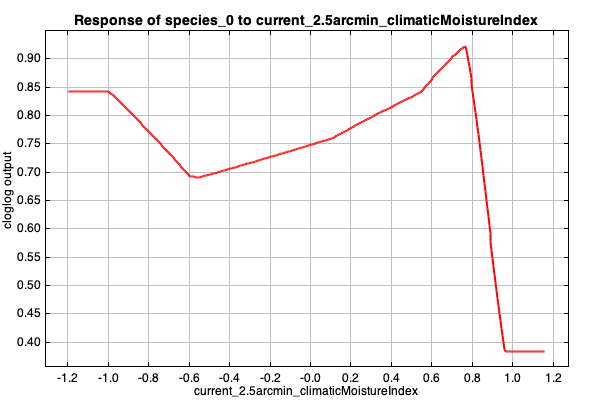 Response of species_0 to current_2.5arcmin_climaticMoistureIndex
cloglog output
0.90
0.85
0.80
0.75
0.70
0.65
0.60
0.55
0.50
0.45
0.40
-1.2 -1.0 -0.8 -0.6 -0.4 -0.2 -0.0 0.2 0.4 0.6 0.8 1.0 1.2
current_2.5arcmin_climaticMoistureIndex